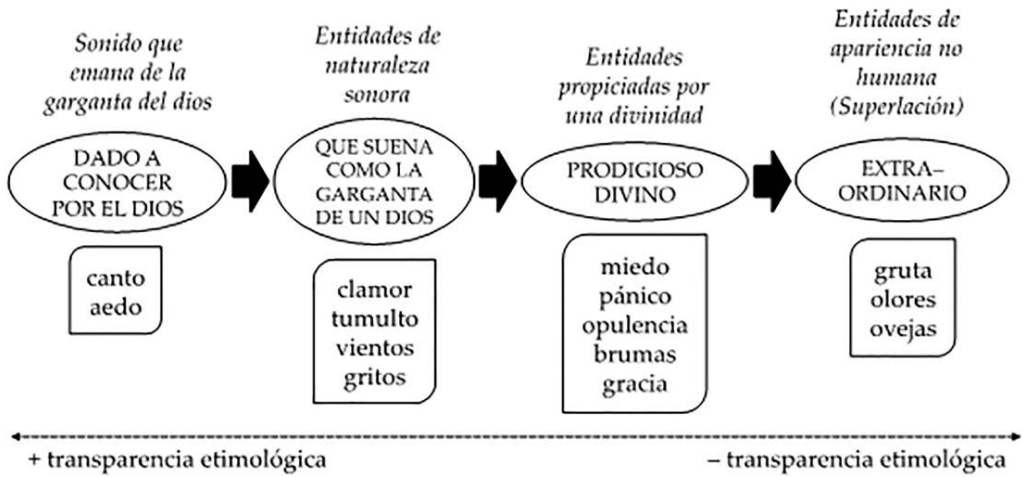 Sonido que
emana de la
garganta del dios
DADO A
CONOCER
POR EL DIOS
canto
aedo
Entidades de
naturaleza
sonora
QUE SUENA
COMO LA
GARGANTA
DE UN DIOS
clamor
tumulto
vientos
gritos
Entidades
propiciadas por
una divinidad
PRODIGIOSO
DIVINO
miedo
pánico
opulencia
brumas
gracia
Entidades de
apariencia no
humana
(Superlación)
EXTRA–
ORDINARIO
gruta
olores
ovejas
+ transparencia etimológica
– transparencia etimológica